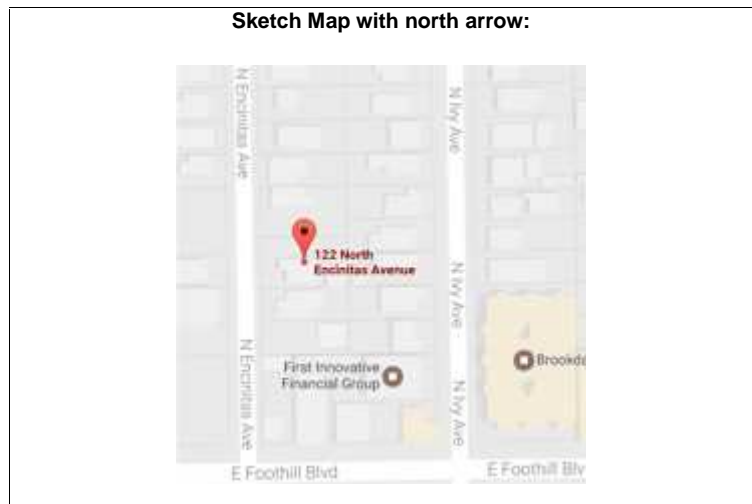 Sketch Map with north arrow:
N Encinitas Ave
N Ivy Ave
122 North
Encinitas Avenue
N Ivy Ave
N Encinitas Ave
First Innovative
Financial Group
Brookda
N Ivy Ave
E Foothill Blvd
E Foothill Blv